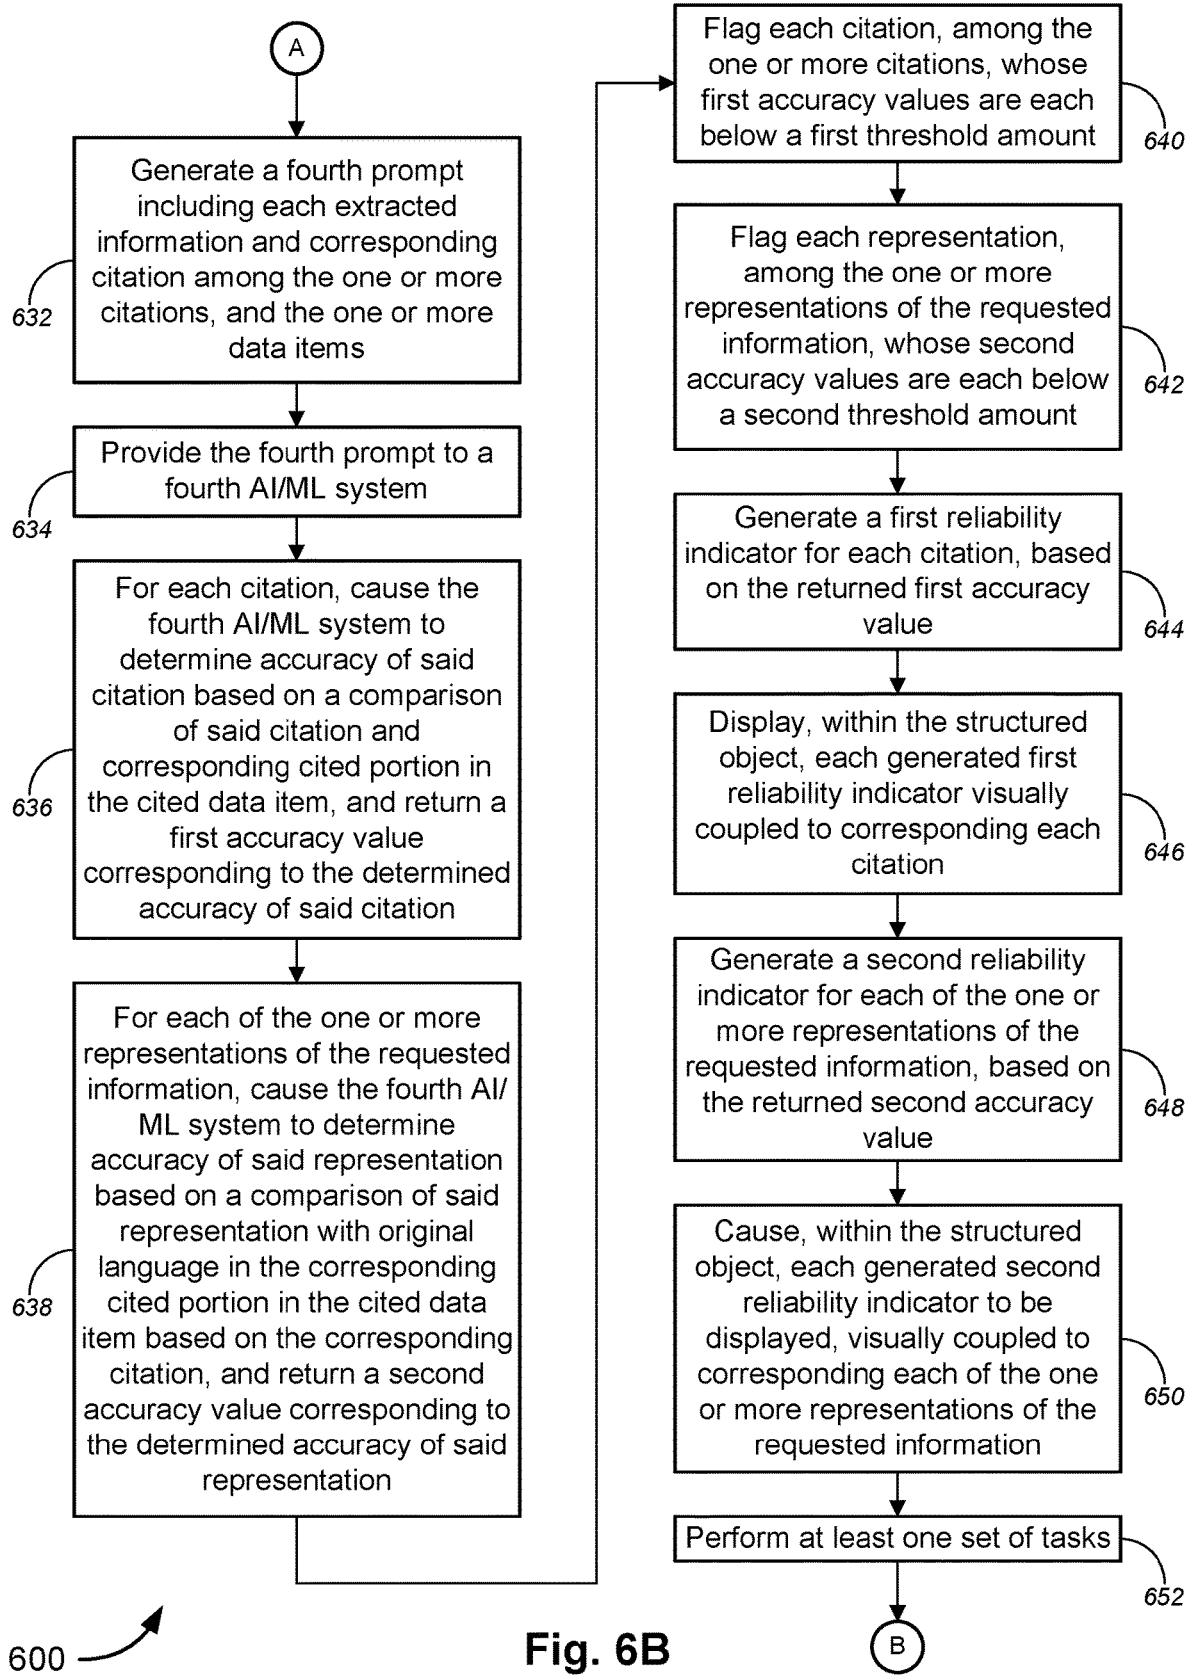 A
Generate a fourth prompt
including each extracted
information and corresponding
citation among the one or more
citations, and the one or more
data items
632
Provide the fourth prompt to a
fourth AI/ML system
634
For each citation, cause the
fourth AI/ML system to
determine accuracy of said
citation based on a comparison
of said citation and
corresponding cited portion in
the cited data item, and return a
first accuracy value
corresponding to the determined
accuracy of said citation
636
For each of the one or more
representations of the requested
information, cause the fourth AI/
ML system to determine
accuracy of said representation
based on a comparison of said
representation with original
language in the corresponding
cited portion in the cited data
item based on the corresponding
citation, and return a second
accuracy value corresponding to
the determined accuracy of said
representation
638
Flag each citation, among the
one or more citations, whose
first accuracy values are each
below a first threshold amount
640
Flag each representation,
among the one or more
representations of the requested
information, whose second
accuracy values are each below
a second threshold amount
642
Generate a first reliability
indicator for each citation, based
on the returned first accuracy
value
644
Display, within the structured
object, each generated first
reliability indicator visually
coupled to corresponding each
citation
646
Generate a second reliability
indicator for each of the one or
more representations of the
requested information, based on
the returned second accuracy
value
648
Cause, within the structured
object, each generated second
reliability indicator to be
displayed, visually coupled to
corresponding each of the one
or more representations of the
requested information
650
Perform at least one set of tasks
652
B
600
Fig. 6B